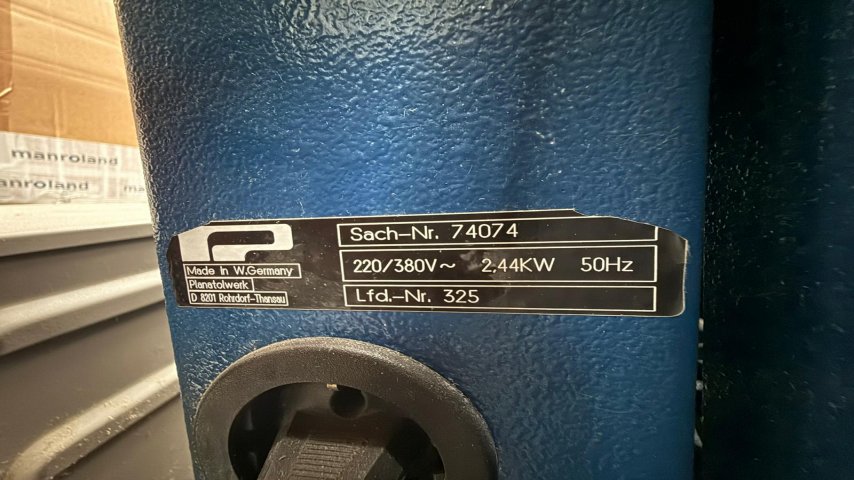 manroland
anroland
m
Sach-Nr. 74074
220/380V~ 2,44KW 50Hz
Lfd.-Nr. 325
Made In W.Germany
Planatolwerk
D 8201 Rohrdorf-Thansau